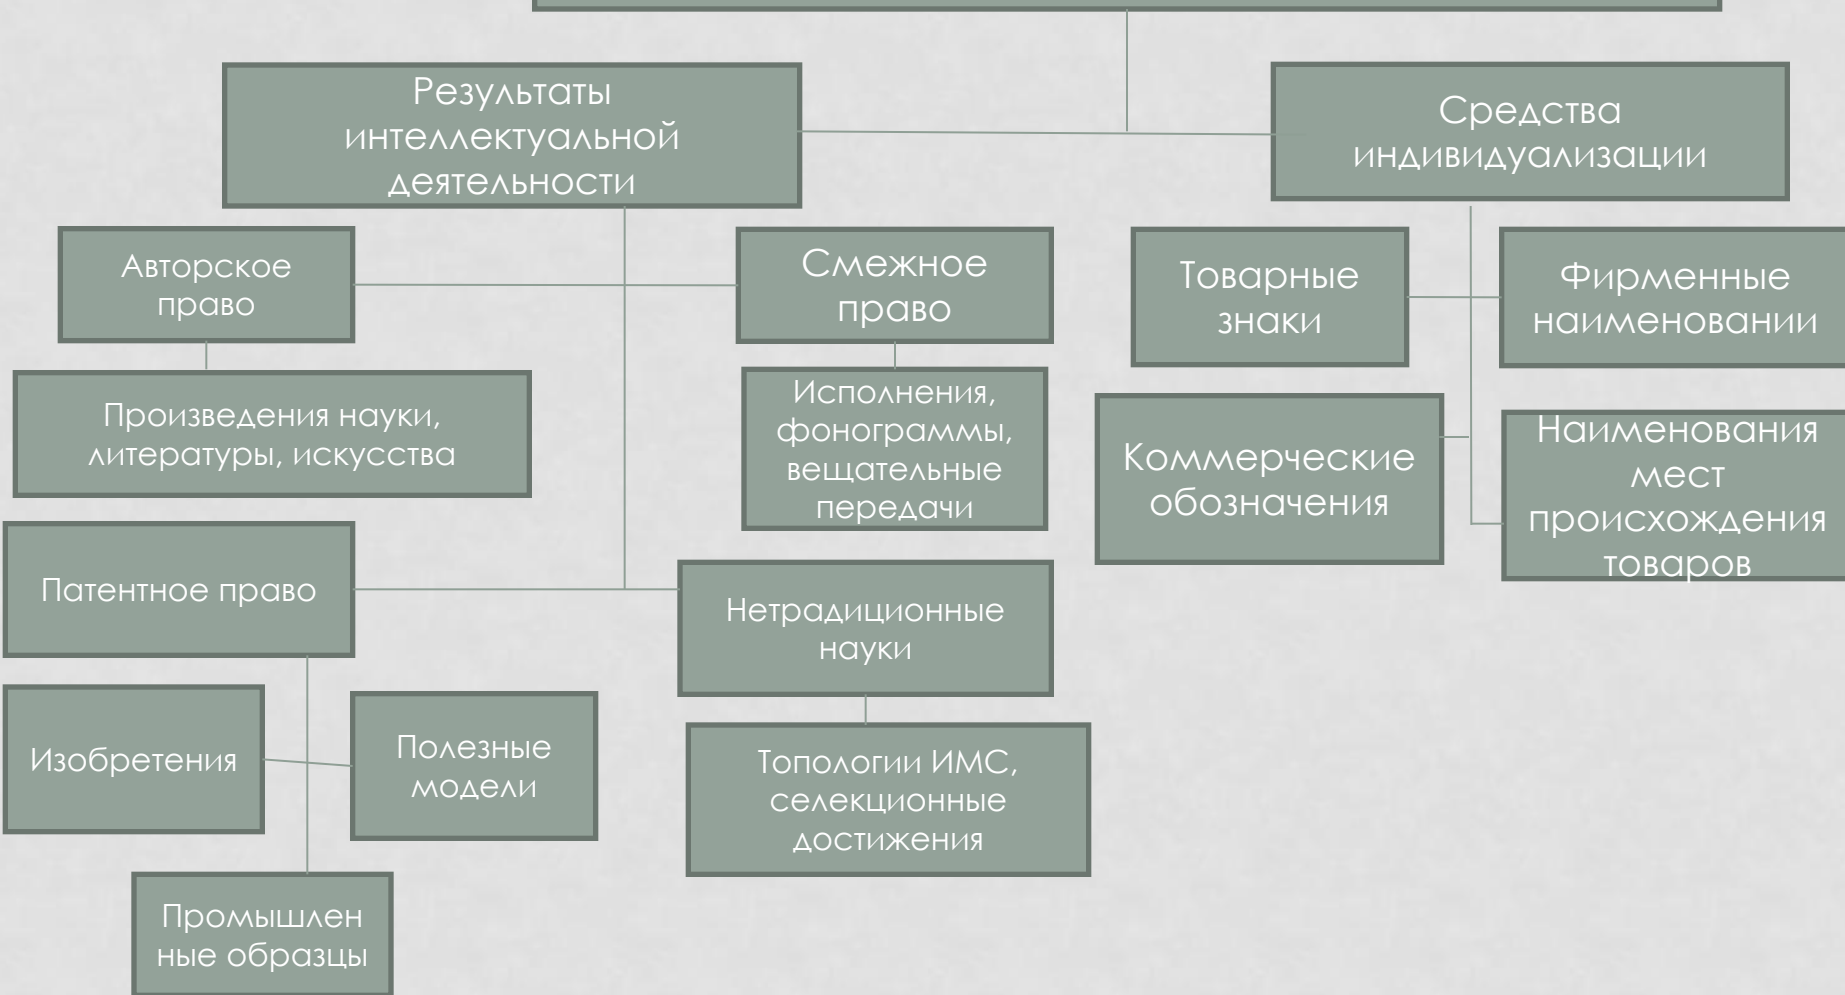 Результаты
интеллектуальной
деятельности
Средства
индивидуализации
Авторское
право
Смежное
право
Товарные
знаки
Фирменные
наименовании
Произведения науки,
литературы, искусства
Исполнения,
фонограммы,
вещательные
передачи
Коммерческие
обозначения
Наименования
мест
происхождения
товаров
Патентное право
Нетрадиционные
науки
Изобретения
Полезные
модели
Топологии ИМС,
селекционные
достижения
Промышлен
ные образцы